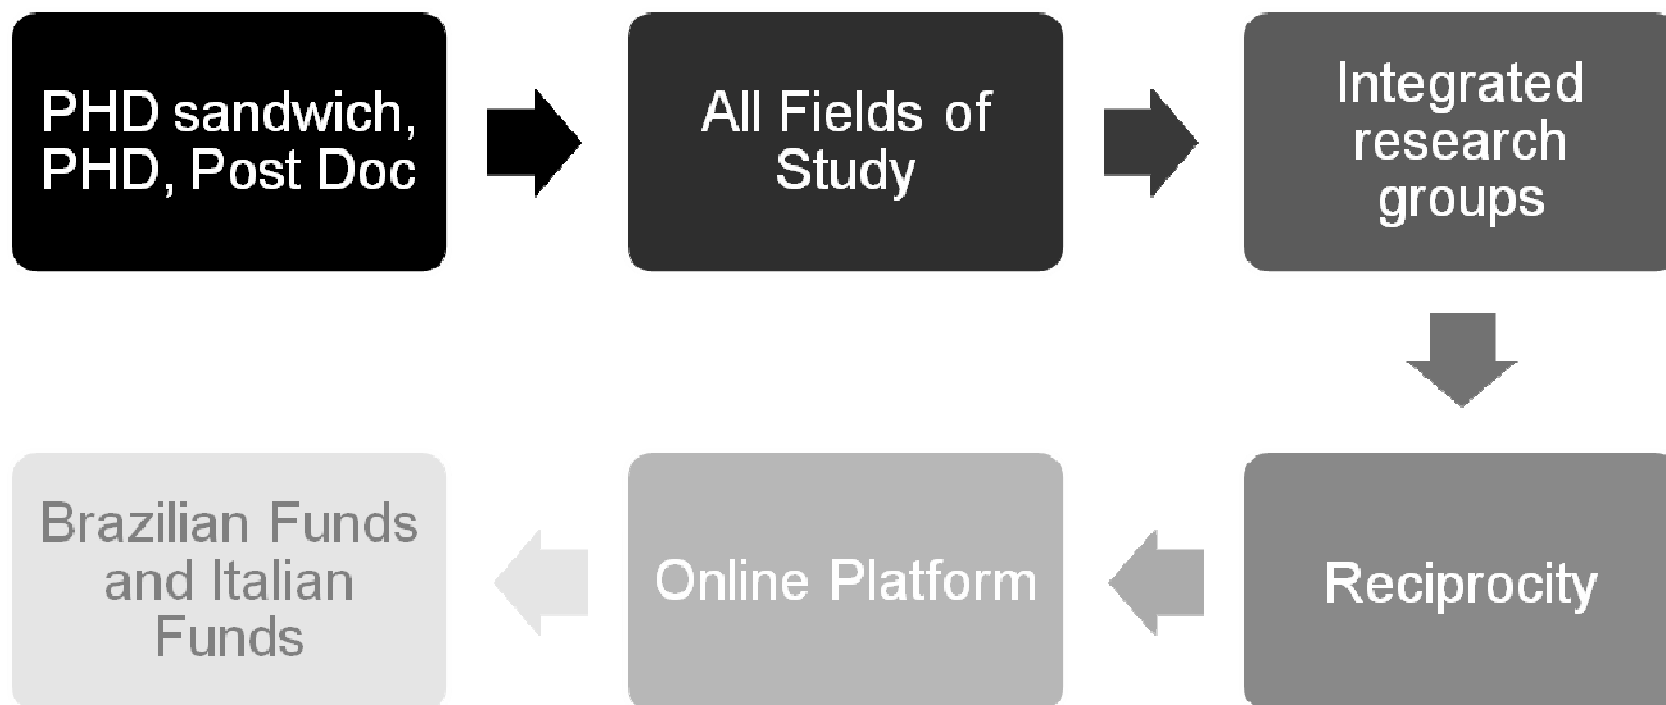 PHD sandwich,
PHD, Post Doc
All Fields of
Study
Integrated
research
groups
Reciprocity
Online Platform
Brazilian Funds
and Italian
Funds